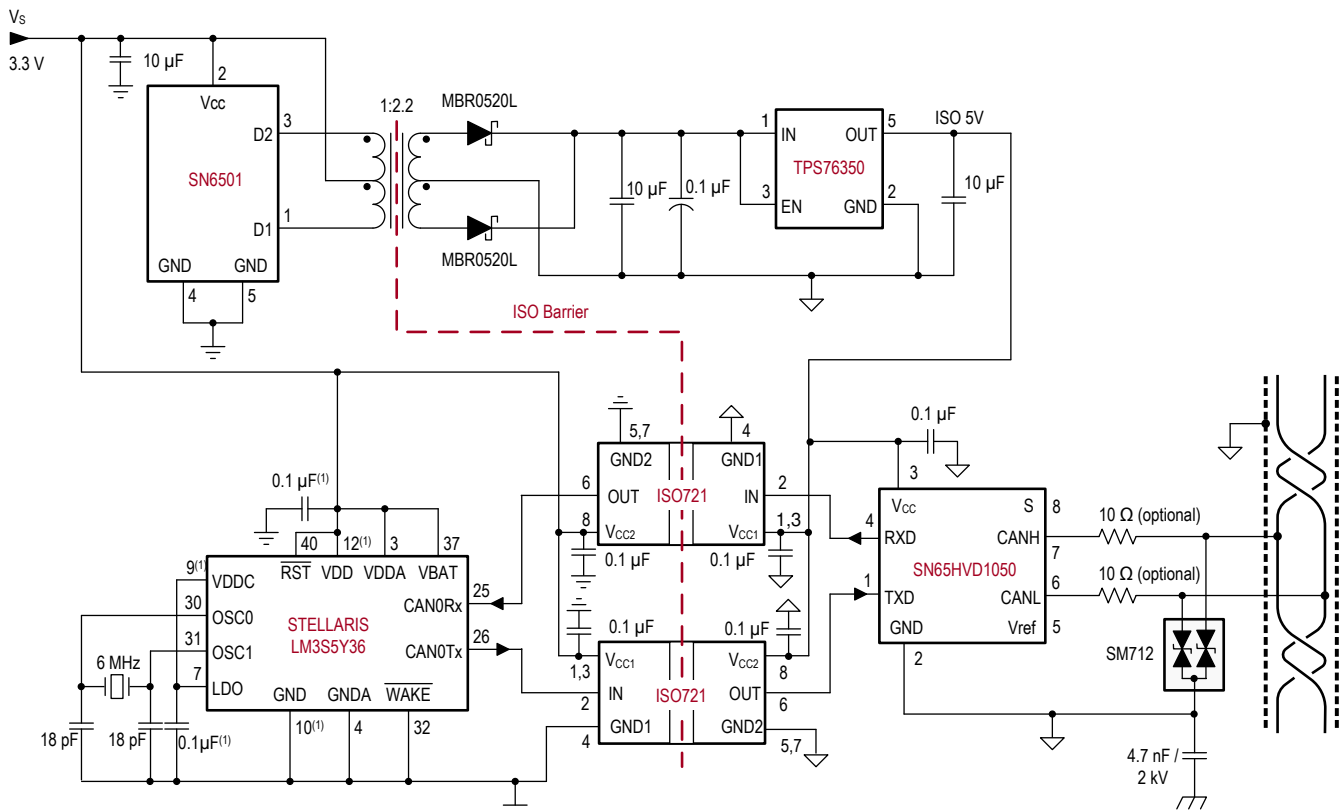 VS
3.3 V
10 µF
2
Vcc
D2
3
SN6501
D1
1
GND
GND
4
5
1:2.2
MBR0520L
MBR0520L
10 µF
0.1 µF
1
IN
OUT
5
TPS76350
3
EN
GND
2
ISO 5V
10 µF
ISO Barrier
5,7
4
GND2
GND1
6
OUT
ISO721
IN
2
8
VCC2
VCC1
1,3
0.1 µF
0.1 µF
0.1 µF
0.1 µF
1,3
VCC1
VCC2
8
2
IN
ISO721
OUT
6
4
GND1
GND2
5,7
0.1 µF(1)
40
12(1)
3
37
RST
VDD
VDDA
VBAT
9(1)
VDDC
30
OSC0
31
OSC1
7
LDO
STELLARIS
LM3S5Y36
CAN0Rx
25
CAN0Tx
26
GND
GNDA
WAKE
10(1)
4
32
6 MHz
18 pF
18 pF
0.1µF(1)
0.1 µF
3
VCC
S
8
4
RXD
CANH
7
SN65HVD1050
1
TXD
CANL
6
GND
Vref
5
2
10 Ω (optional)
10 Ω (optional)
SM712
4.7 nF /
2 kV